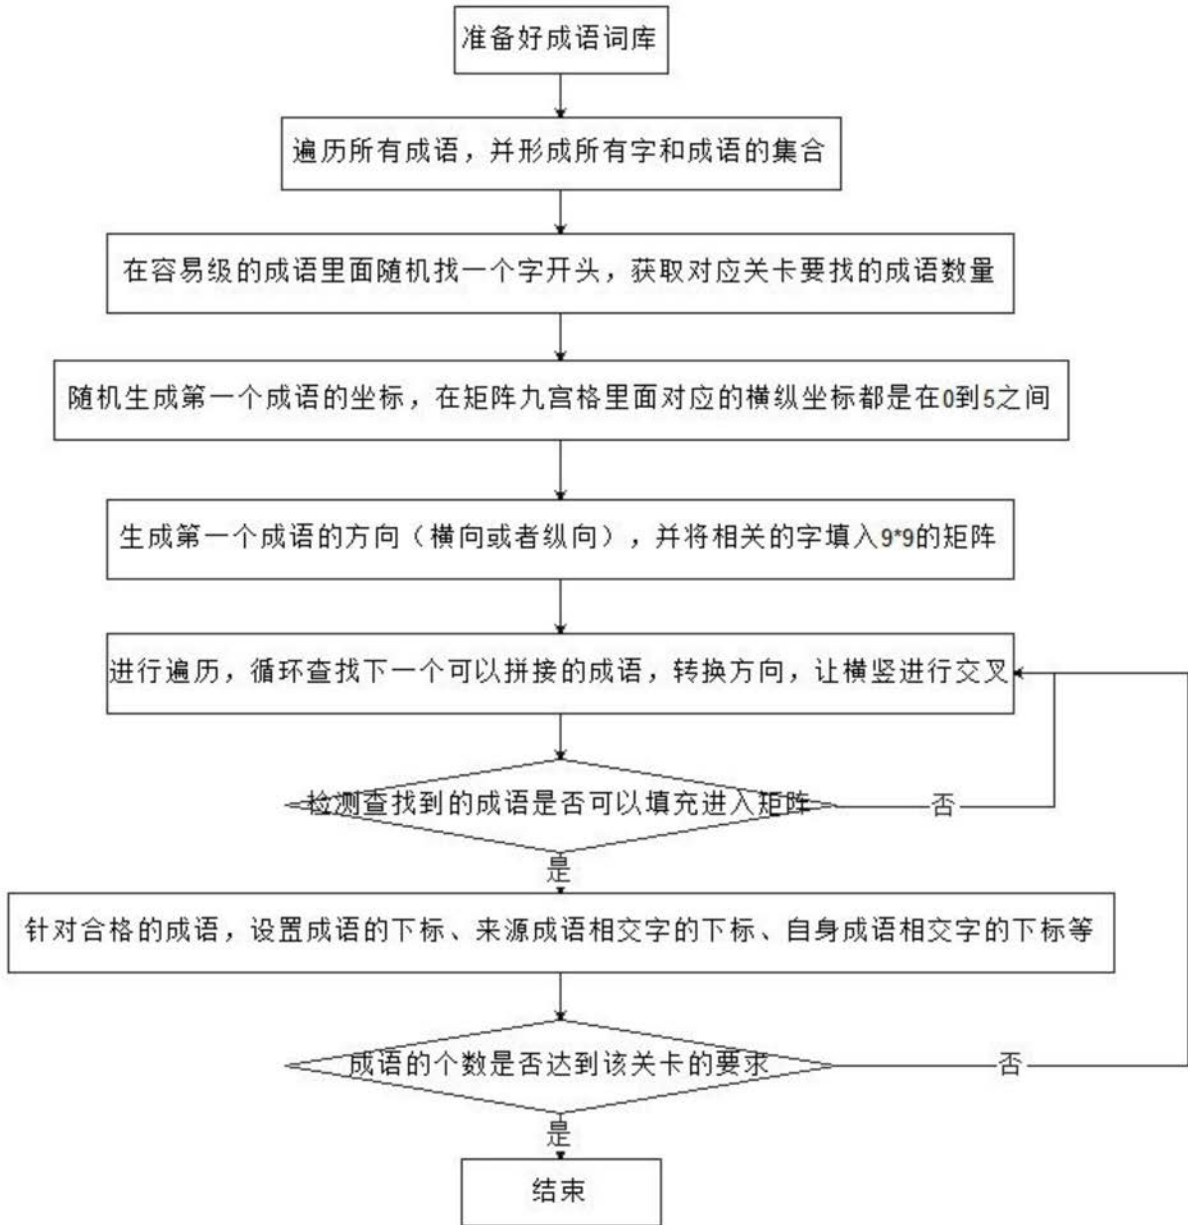 准备好成语词库
遍历所有成语，并形成所有字和成语的集合
在容易级的成语里面随机找一个字开头，获取对应关卡要找的成语数量
随机生成第一个成语的坐标，在矩阵九宫格里面对应的横纵坐标都是在0到5之间
生成第一个成语的方向（横向或者纵向），并将相关的字填入9*9的矩阵
进行遍历，循环查找下一个可以拼接的成语，转换方向，让横竖进行交叉
检测查找到的成语是否可以填充进入矩阵
否
是
针对合格的成语，设置成语的下标、来源成语相交字的下标、自身成语相交字的下标等
成语的个数是否达到该关卡的要求
否
是
结束